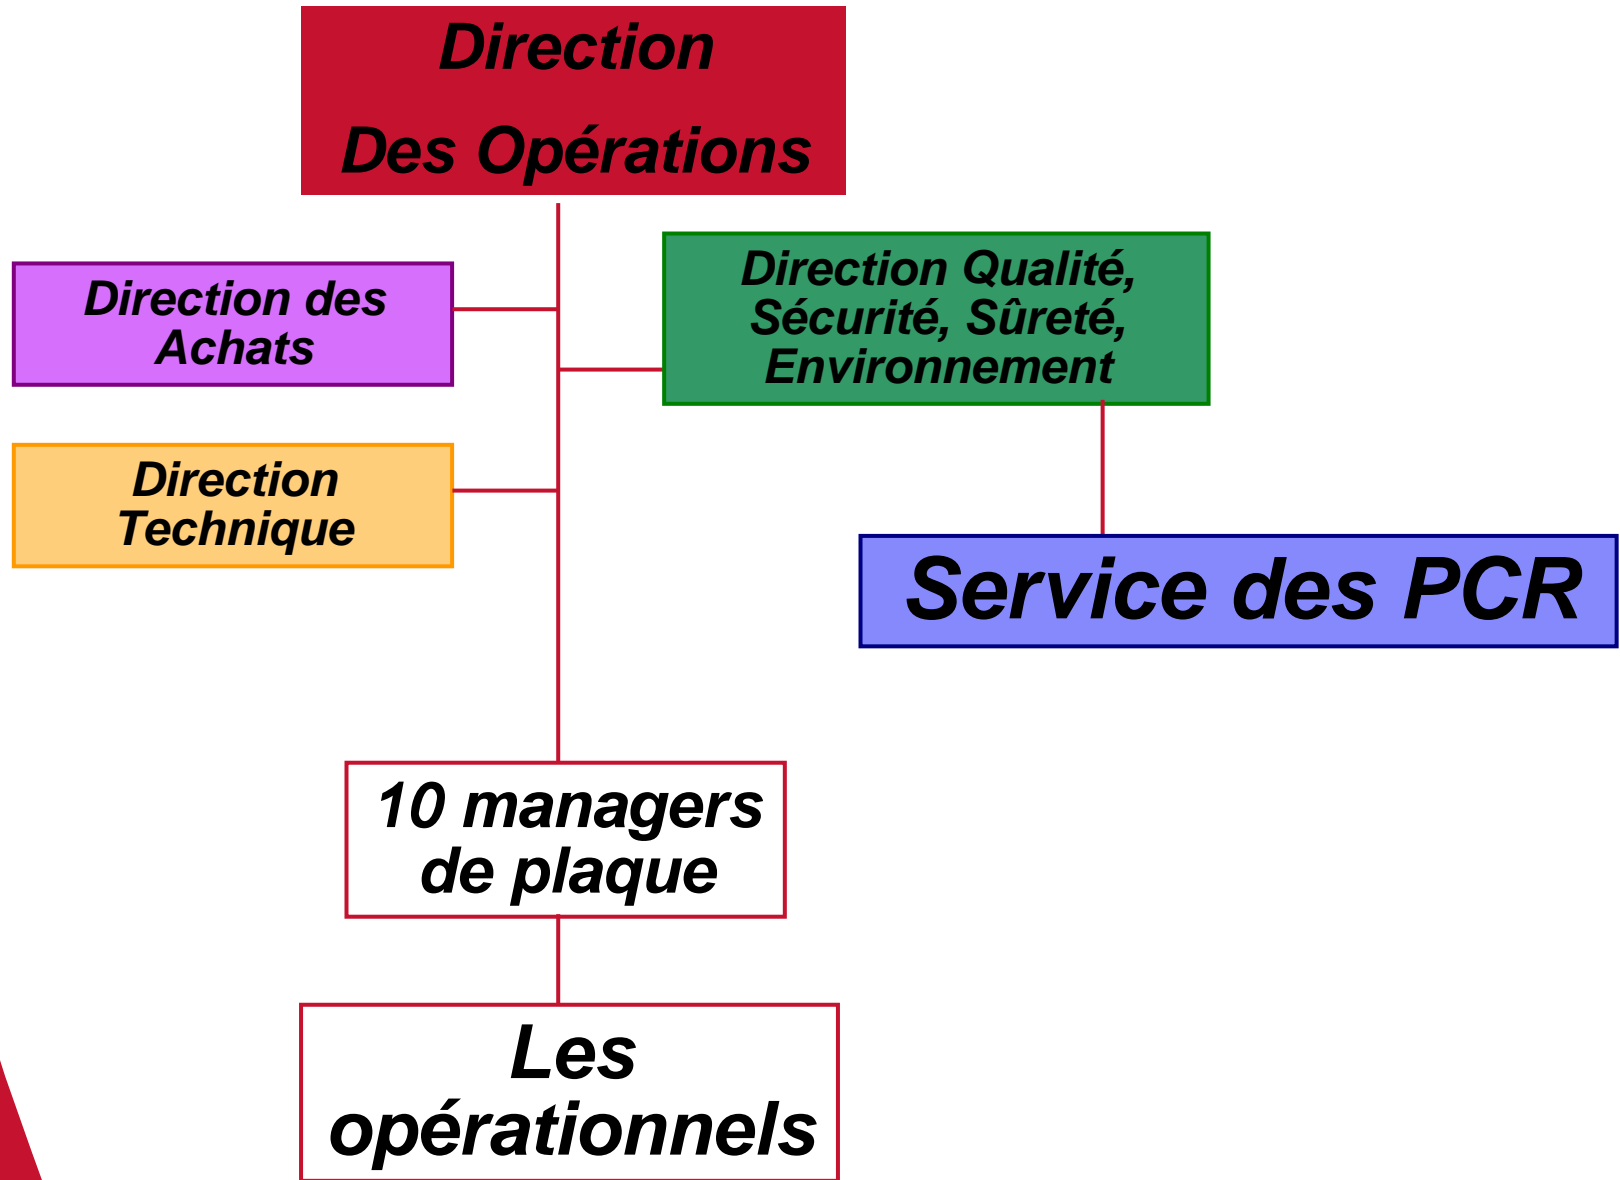 Direction
Des Opérations
Direction des
Achats
Direction Qualité,
Sécurité, Sûreté,
Environnement
Direction
Technique
Service des PCR
10 managers
de plaque
Les
opérationnels